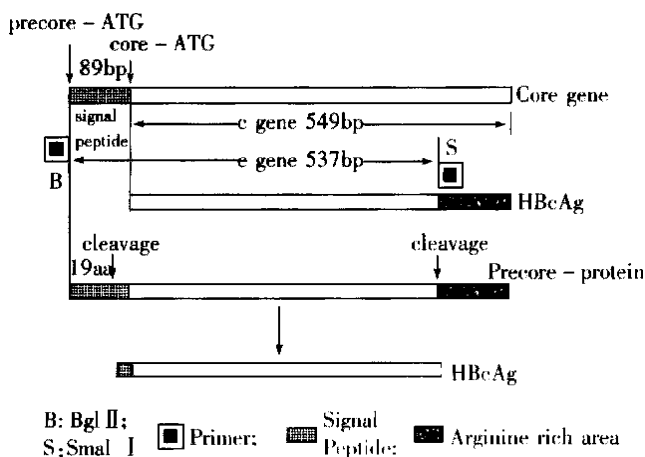 precore-ATG
core-ATG
89bp
Core gene
signal
peptide
c gene 549bp
S
e gene 537bp
B
HBcAg
cleavage
cleavage
19aa
Precore-protein
HBcAg
B: Bgl Ⅱ;
S:Smal Ⅰ
Primer;
Signal
Peptide;
Arginine rich area